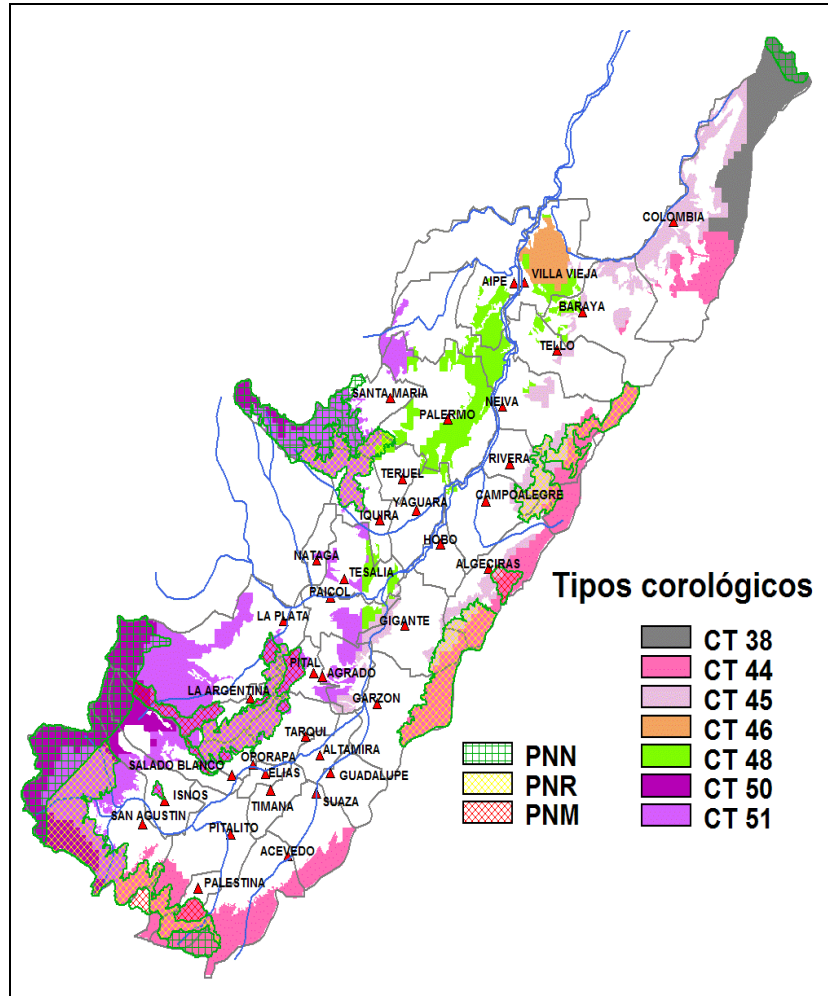 COLOMBIA
VILLA VIEJA
AIPE
BARAYA
TELLO
SANTA MARIA
NEIVA
PALERMO
RIVERA
TERUEL
CAMPOALEGRE
YAGUARA
IQUIRA
HOBO
NATAGA
ALGECIRAS
TESALIA
PAICOL
LA PLATA
GIGANTE
PITAL
AGRADO
LA ARGENTINA
GARZON
TARQUI
ALTAMIRA
OPORAPA
SALADO BLANCO
ELIAS
GUADALUPE
ISNOS
TIMANA
SUAZA
SAN AGUSTIN
PITALITO
ACEVEDO
PALESTINA
Tipos corológicos
CT 38
CT 44
CT 45
CT 46
CT 48
CT 50
CT 51
PNN
PNR
PNM